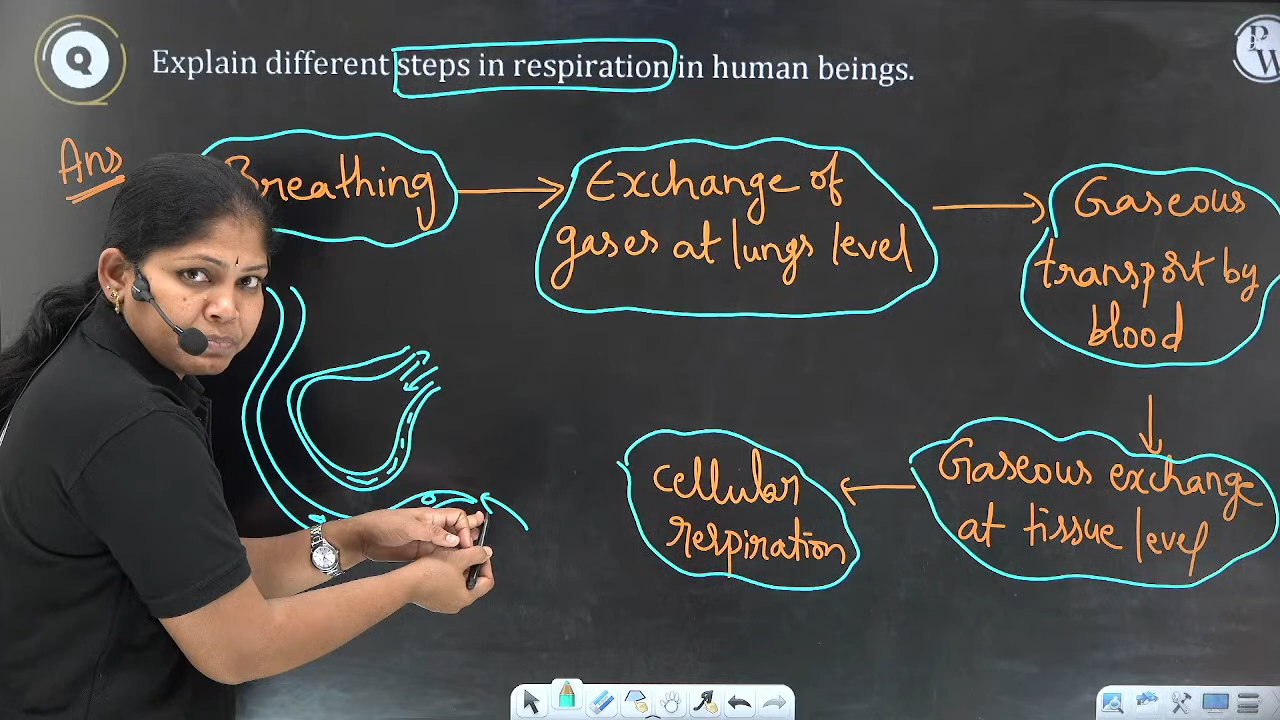 Q Explain different steps in respiration in human beings.
PW
Ans
Breathing
Exchange of
gases at lungs level
Gaseous
transport by
blood
Gaseous exchange
at tissue level
Cellular
respiration